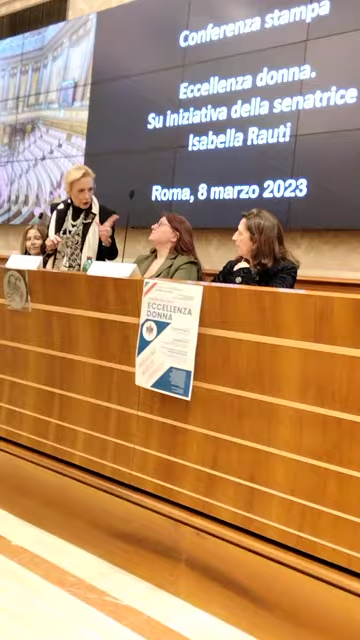 Conferenza stampa
Eccellenza donna.
Su iniziativa della senatrice
Isabella Rauti
Roma, 8 marzo 2023
ECCELLENZA
DONNA